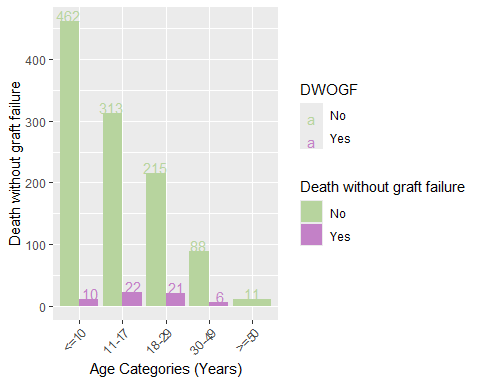 462
313
215
88
11
10
22
21
6
400
300
200
100
0
Death without graft failure
<=10
11-17
18-29
30-49
>=50
Age Categories (Years)
DWOGF
a No
a Yes
Death without graft failure
No
Yes